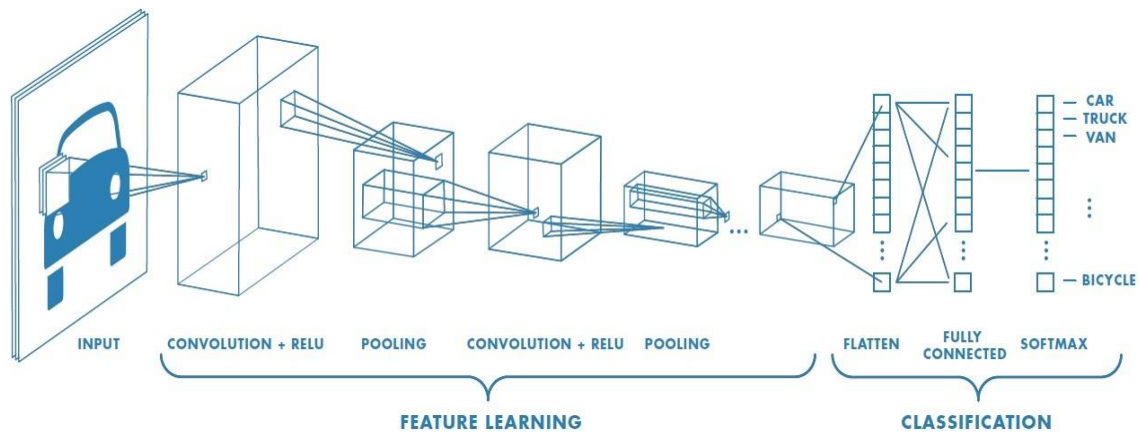 CAR
TRUCK
VAN
BICYCLE
INPUT
CONVOLUTION + RELU
POOLING
CONVOLUTION + RELU
POOLING
FLATTEN
FULLY
CONNECTED
SOFTMAX
FEATURE LEARNING
CLASSIFICATION